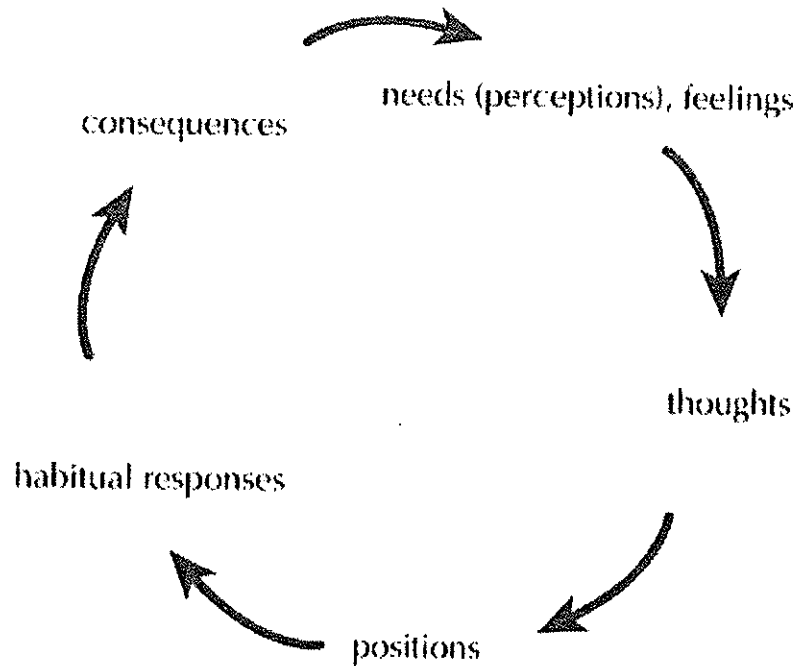 consequences
needs (perceptions), feelings
thoughts
habitual responses
positions